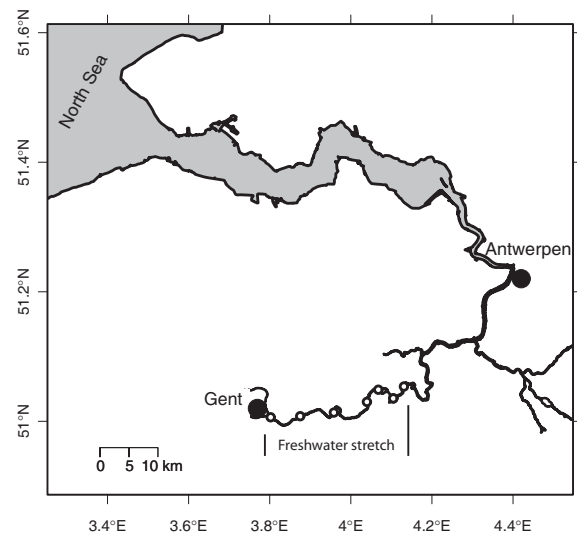 51.6°N
North Sea
51.4°N
Antwerpen
51.2°N
Gent
51°N
Freshwater stretch
0 5 10 km
3.4°E 3.6°E 3.8°E 4°E 4.2°E 4.4°E